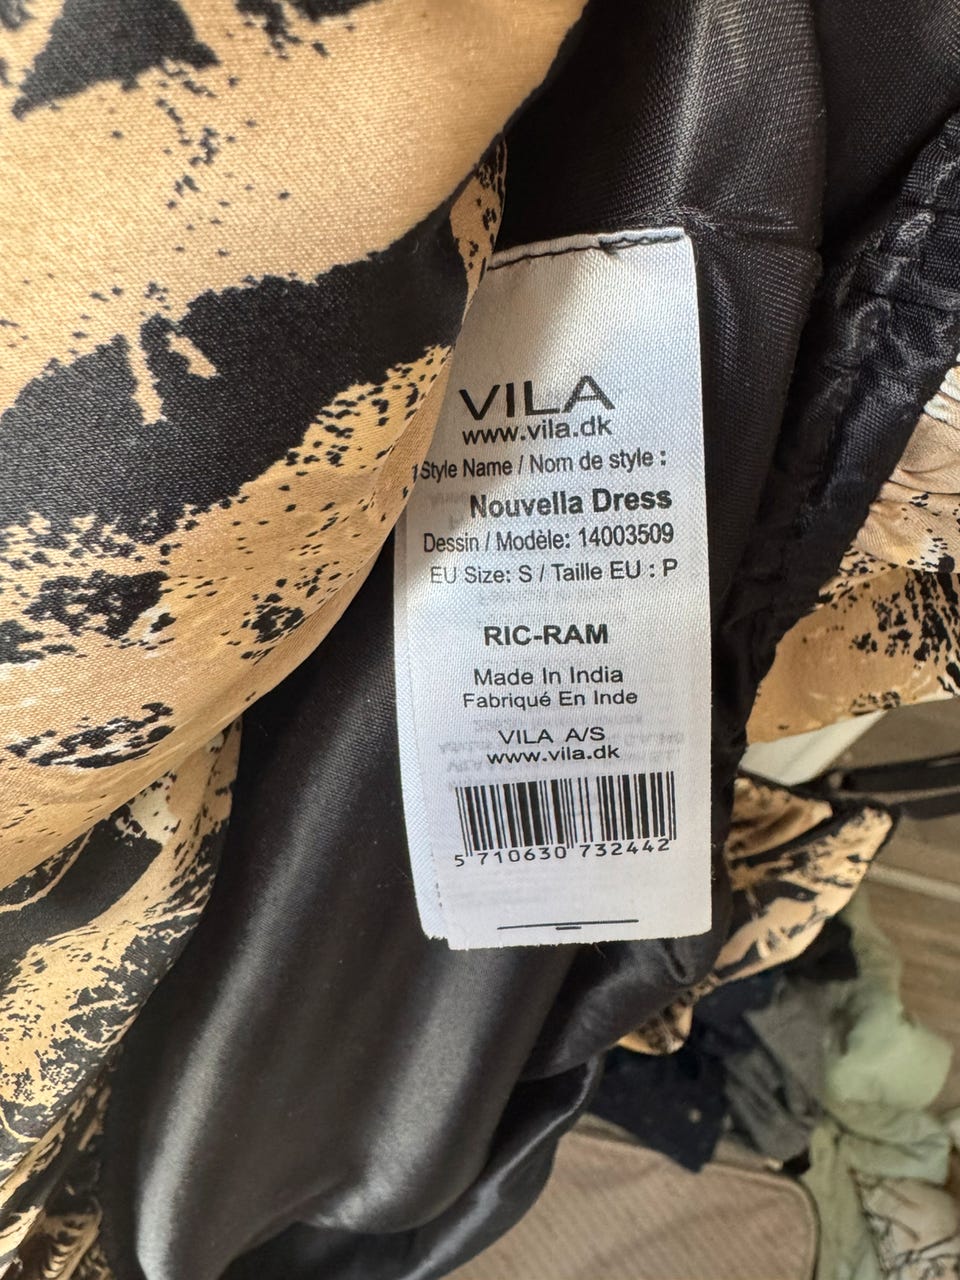 VILA
www.vila.dk
Style Name / Nom de style :
Nouvella Dress
Dessin / Modèle: 14003509
EU Size: S / Taille EU : P
RIC-RAM
Made In India
Fabriqué En Inde
VILA A/S
www.vila.dk
5 710630 732442